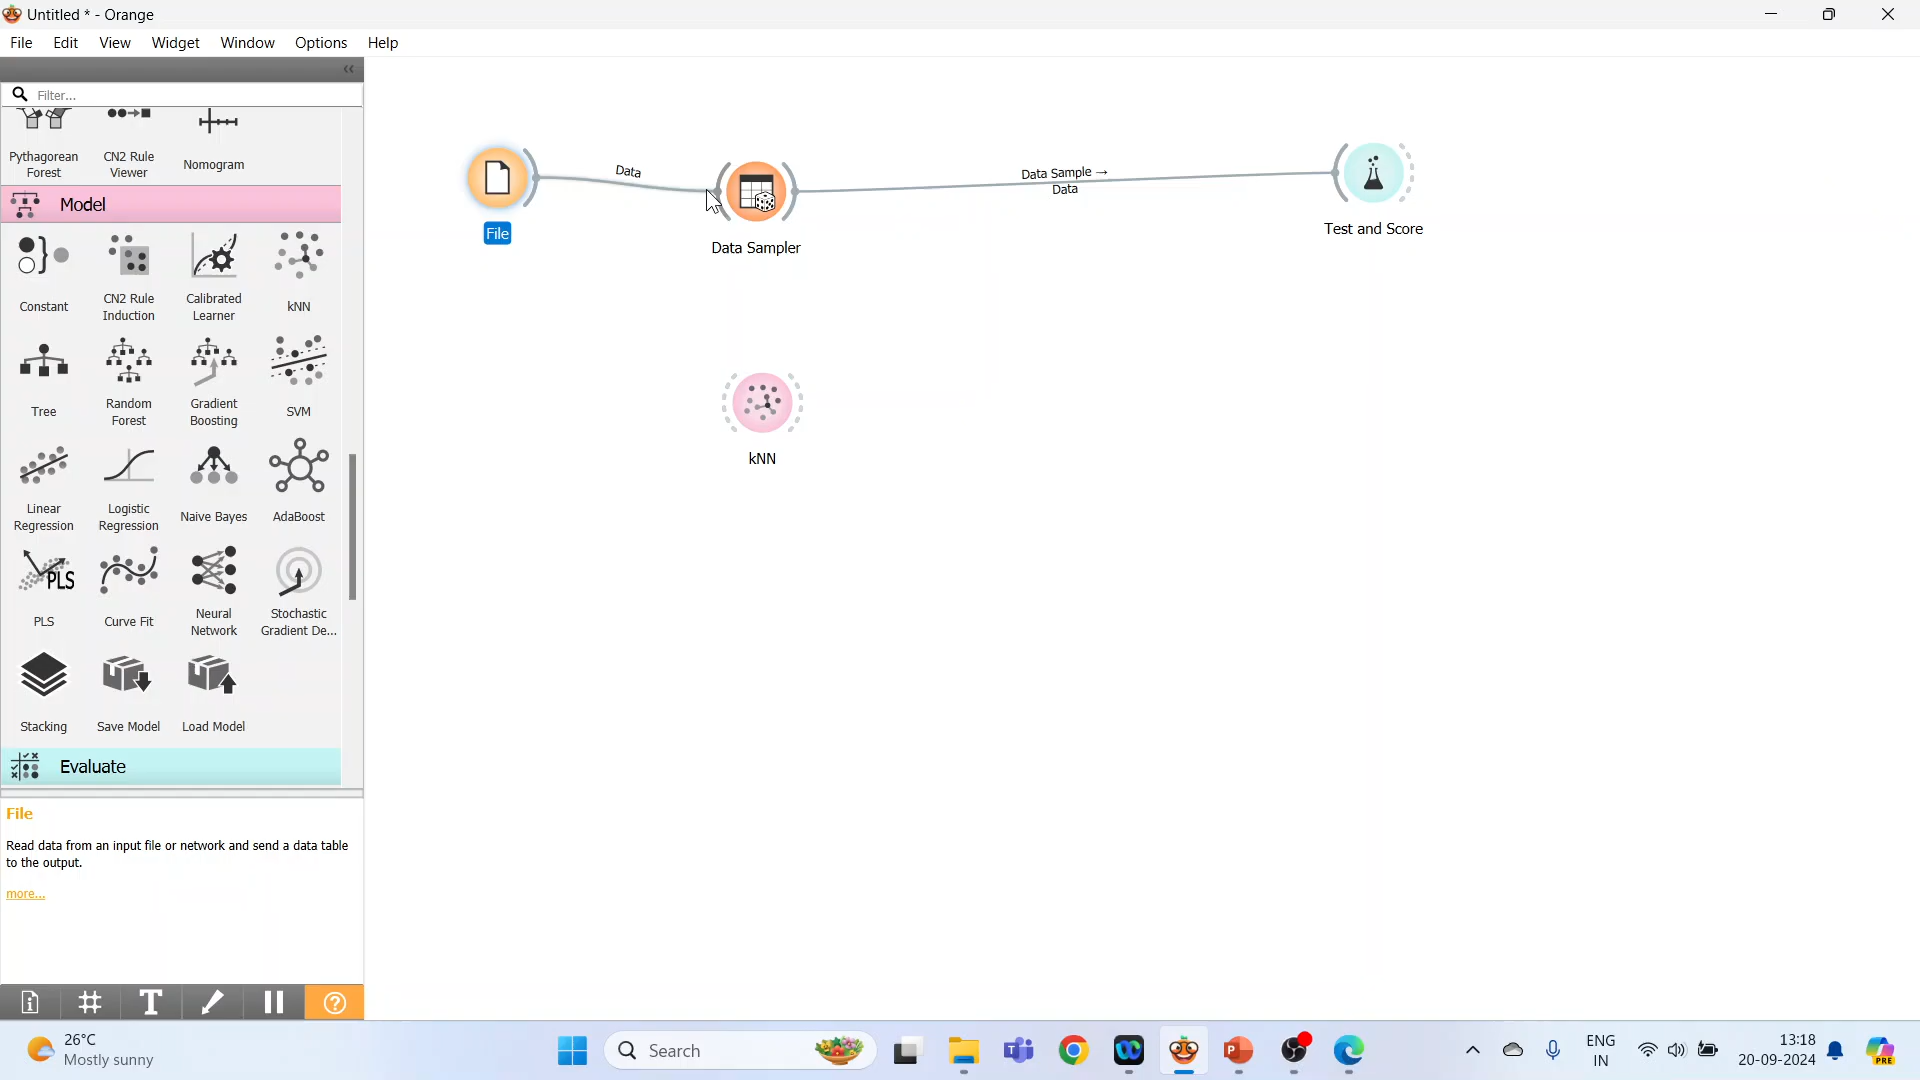 Untitled * - Orange
File Edit View Widget Window Options Help
Filter...
Pythagorean
Forest
CN2 Rule
Viewer
Nomogram
Model
Constant
CN2 Rule
Induction
Calibrated
Learner
kNN
Tree
Random
Forest
Gradient
Boosting
SVM
Linear
Regression
Logistic
Regression
Naive Bayes
AdaBoost
PLS
PLS
Curve Fit
Neural
Network
Stochastic
Gradient De...
Stacking
Save Model
Load Model
Evaluate
File
Read data from an input file or network and send a data table
to the output.
more...
File
Data
Data Sampler
Data Sample →
Data
Test and Score
kNN
26°C
Mostly sunny
Search
ENG
IN
13:18
20-09-2024
PRE